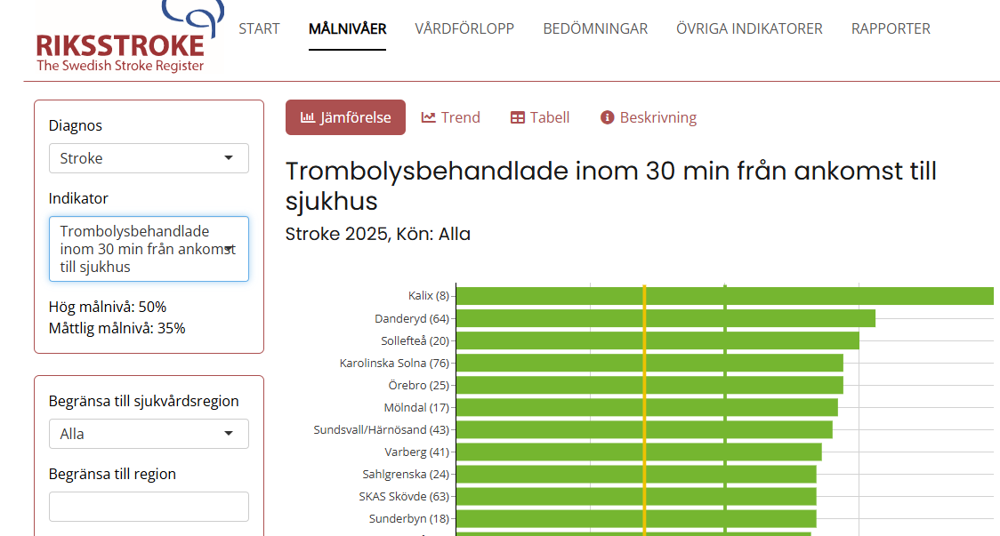 RIKSSTROKE
The Swedish Stroke Register
START
MÅLNIVÅER
VÅRDFÖRLOPP
BEDÖMNINGAR
ÖVRIGA INDIKATORER
RAPPORTER
Diagnos
Stroke
Indikator
Trombolysbehandlade
inom 30 min från ankomst
till sjukhus
Hög målnivå: 50%
Måttlig målnivå: 35%
Begränsa till sjukvårdsregion
Alla
Begränsa till region
Jämförelse
Trend
Tabell
Beskrivning
Trombolysbehandlade inom 30 min från ankomst till
sjukhus
Stroke 2025, Kön: Alla
Kalix (8)
Danderyd (64)
Sollefteå (20)
Karolinska Solna (76)
Örebro (25)
Mölndal (17)
Sundsvall/Härnösand (43)
Varberg (41)
Sahlgrenska (24)
SKAS Skövde (63)
Sunderbyn (18)